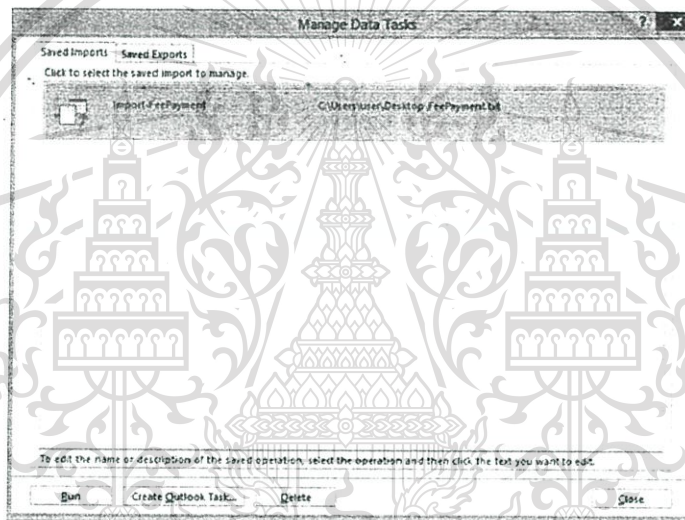 Manage Data Tasks
Saved Imports Saved Exports
Click to select the saved import to manage.
Import-FeePayment C:\Users\user\Desktop\FeePayment.txt
To edit the name or description of the saved operation, select the operation and then click the text you want to edit.
Run Create Outlook Task... Delete Close